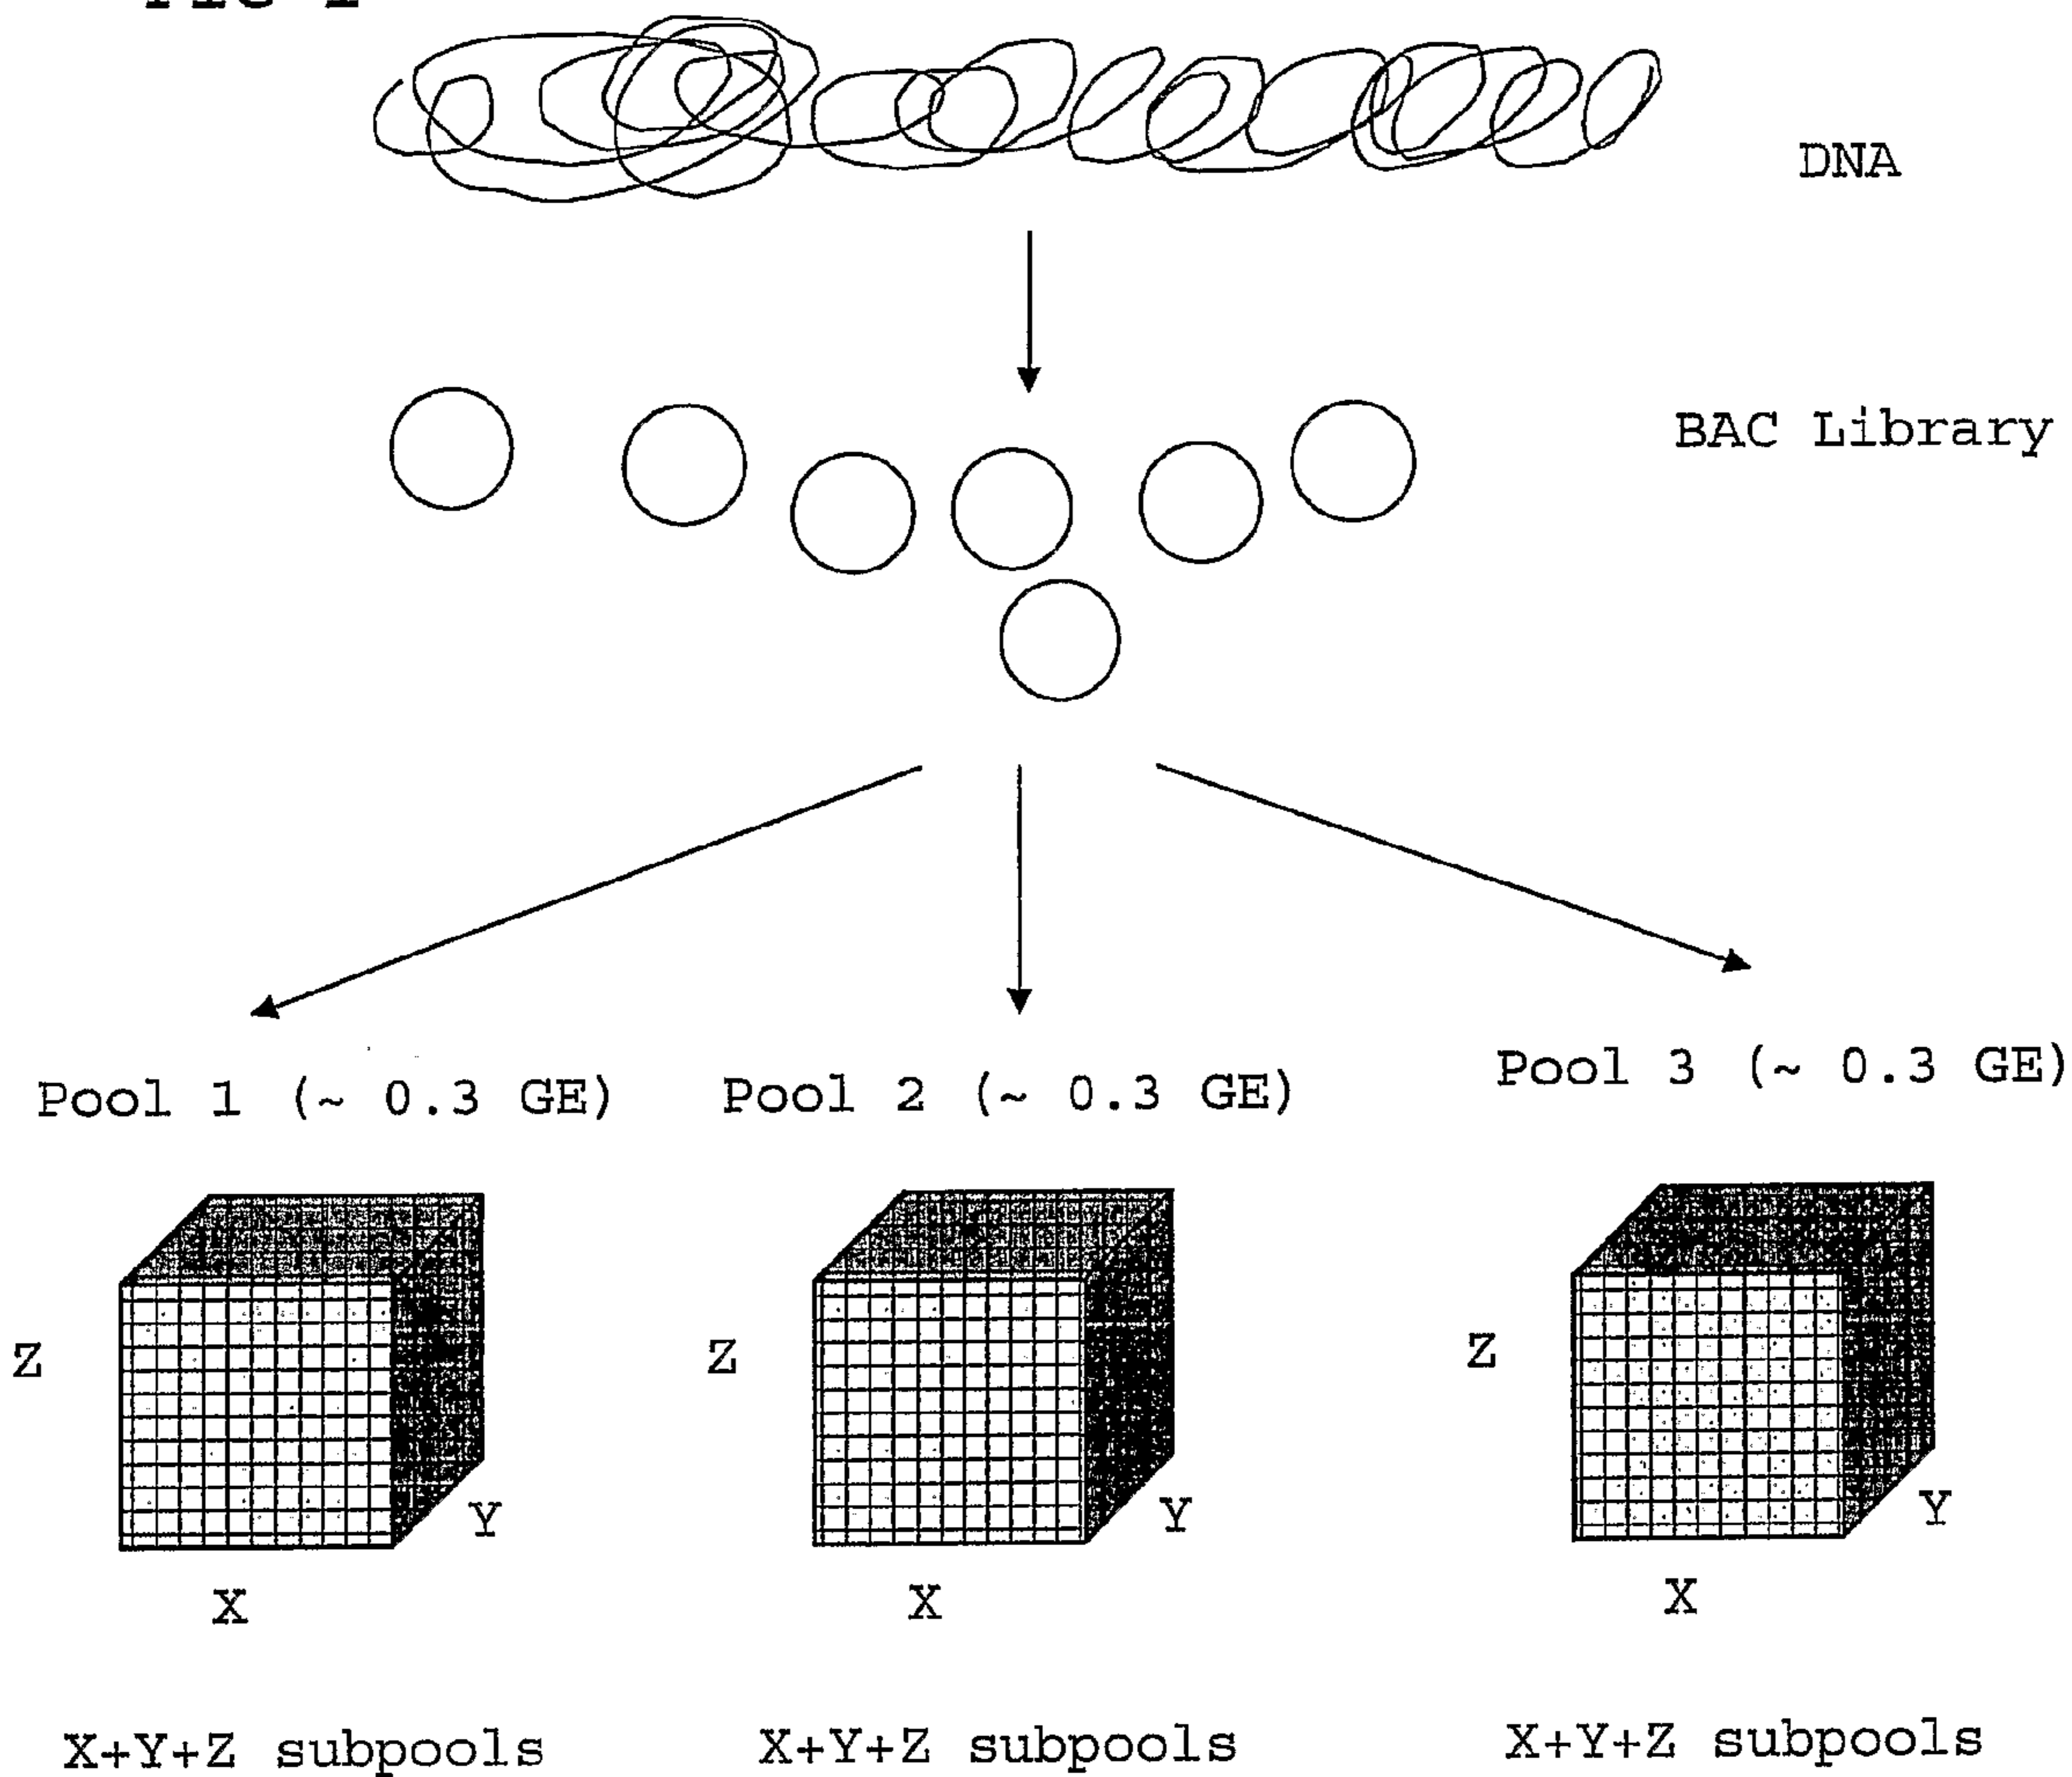 DNA
BAC Library
Pool 1 (~ 0.3 GE)
Pool 2 (~ 0.3 GE)
Pool 3 (~ 0.3 GE)
Z
Y
X
Z
Y
X
Z
Y
X
X+Y+Z subpools
X+Y+Z subpools
X+Y+Z subpools